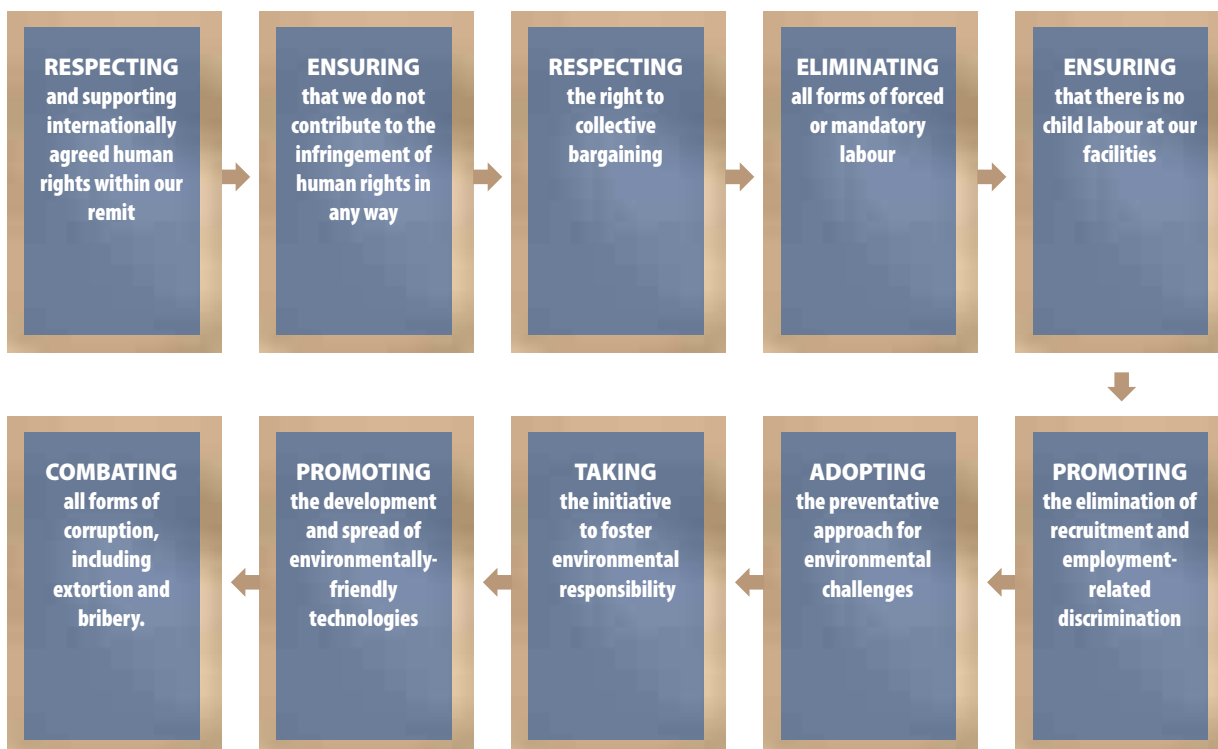 RESPECTING
and supporting
internationally
agreed human
rights within our
remit
ENSURING
that we do not
contribute to the
infringement of
human rights in
any way
RESPECTING
the right to
collective
bargaining
ELIMINATING
all forms of forced
or mandatory
labour
ENSURING
that there is no
child labour at our
facilities
PROMOTING
the elimination of
recruitment and
employment-
related
discrimination
ADOPTING
the preventative
approach for
environmental
challenges
TAKING
the initiative
to foster
environmental
responsibility
PROMOTING
the development
and spread of
environmentally-
friendly
technologies
COMBATING
all forms of
corruption,
including
extortion and
bribery.